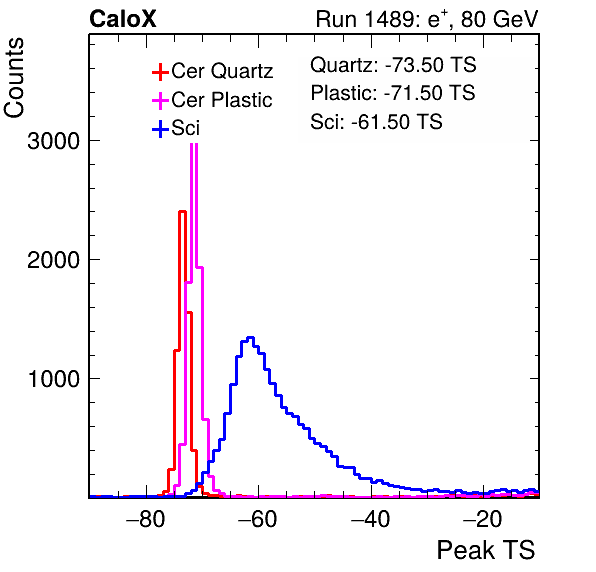 CaloX Run 1489: e⁺, 80 GeV
Counts
Cer Quartz
Cer Plastic
Sci
Quartz: -73.50 TS
Plastic: -71.50 TS
Sci: -61.50 TS
3000
2000
1000
−80 −60 −40 −20
Peak TS